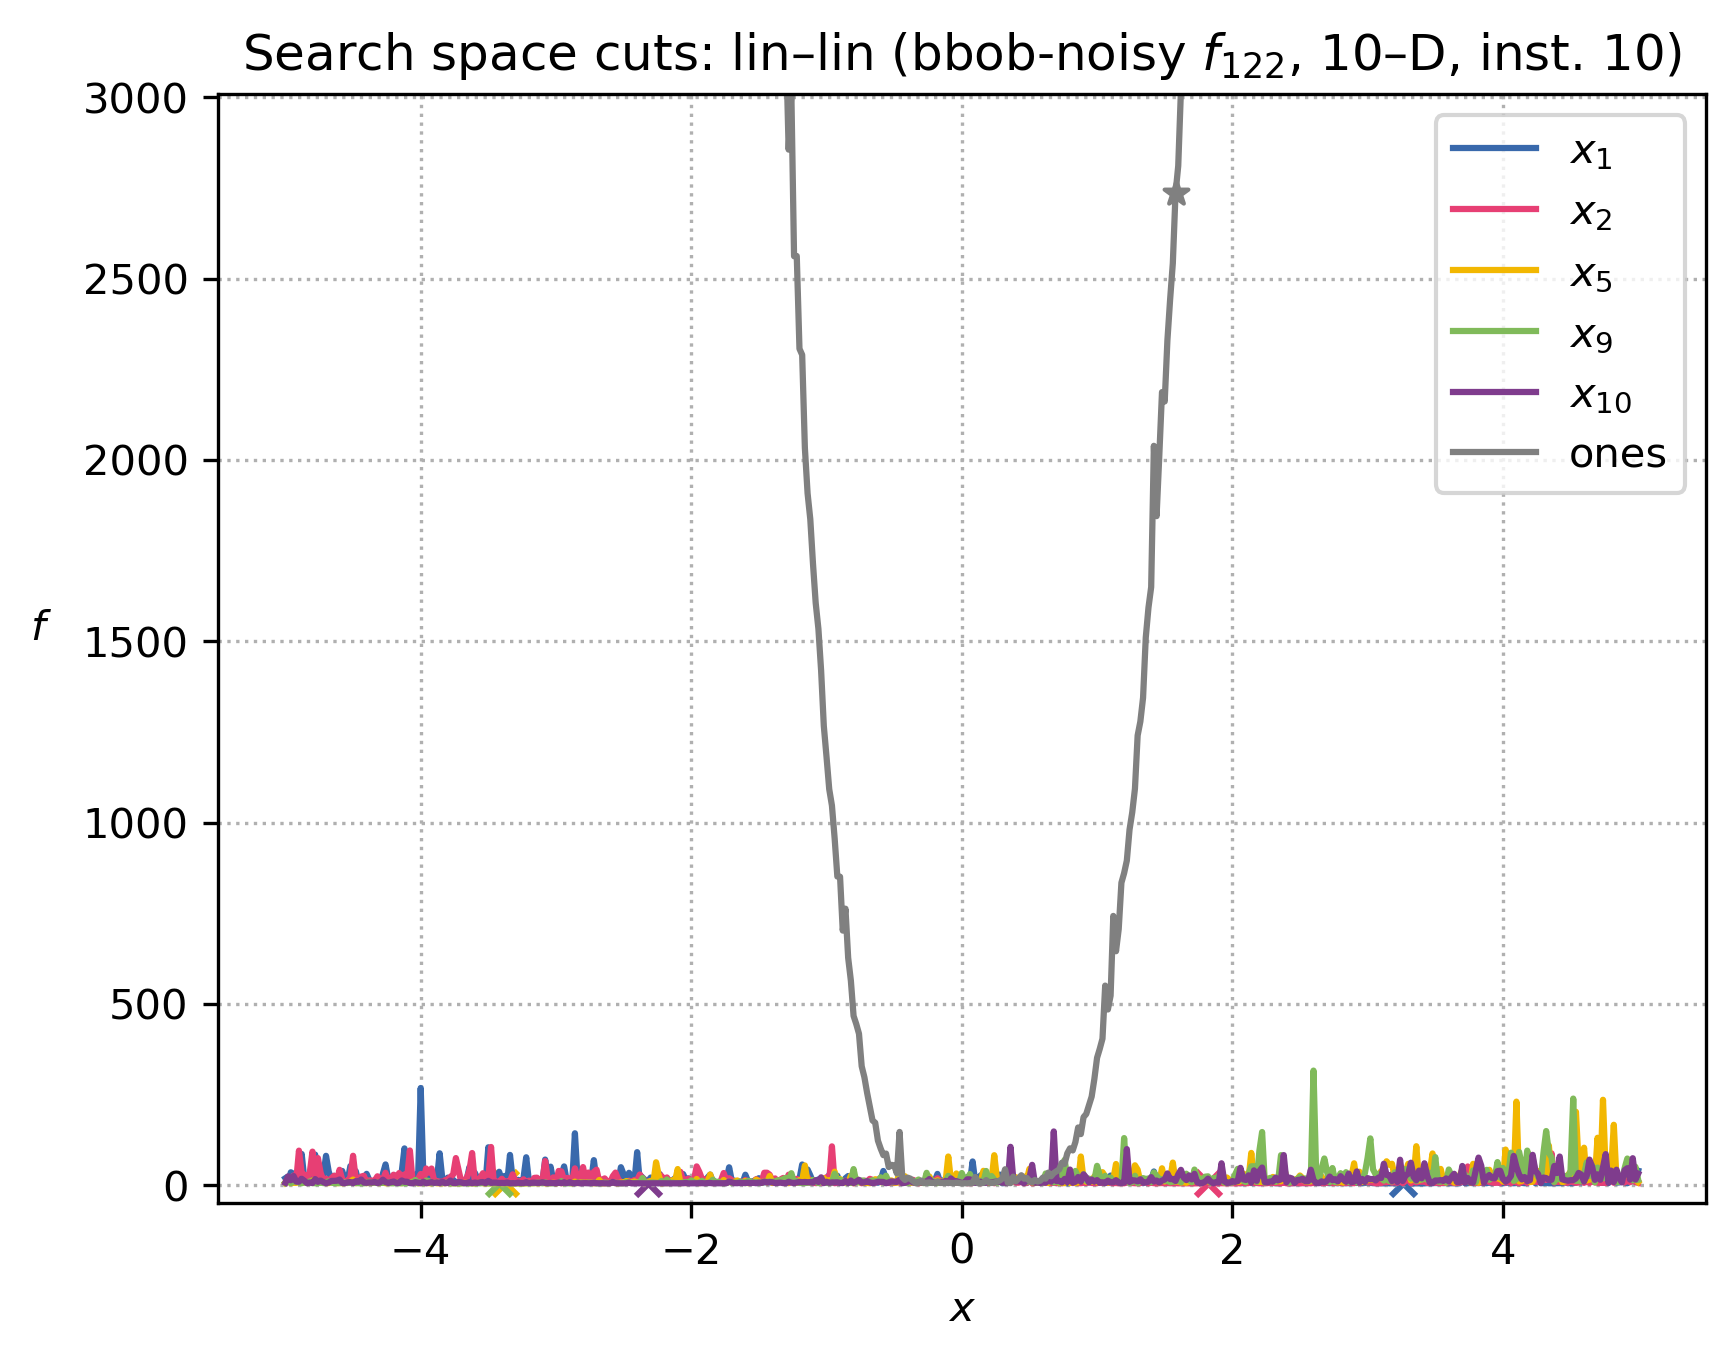 Search space cuts: lin–lin (bbob-noisy f₁₂₂, 10–D, inst. 10)
3000
2500
2000
1500
1000
500
0
f
−4
−2
0
2
4
x
x₁
x₂
x₅
x₉
x₁₀
ones